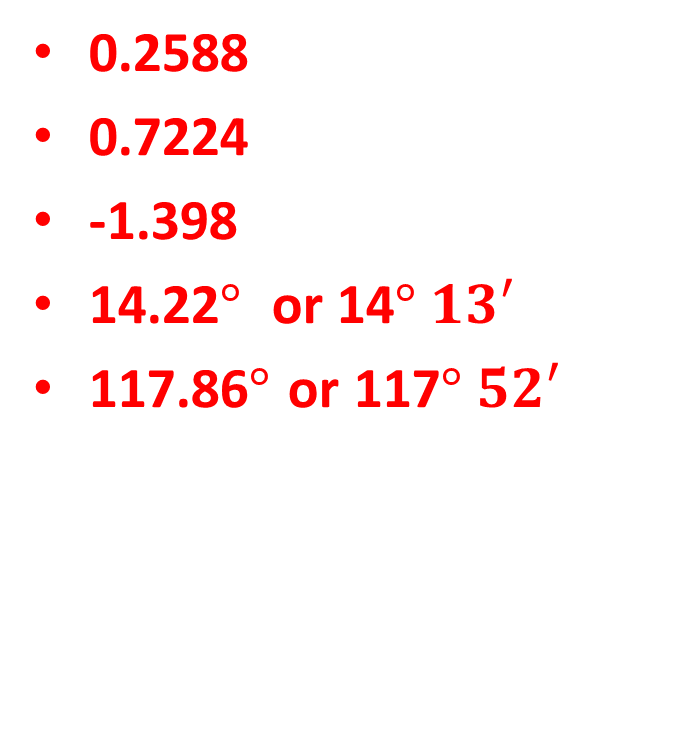 • 0.2588
• 0.7224
• -1.398
• 14.22° or 14° 13′
• 117.86° or 117° 52′